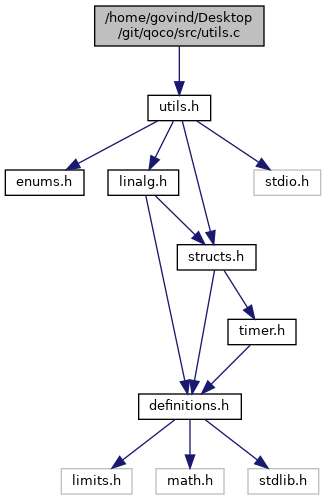 /home/govind/Desktop
/git/qoco/src/utils.c
utils.h
enums.h
linalg.h
stdio.h
structs.h
timer.h
definitions.h
limits.h
math.h
stdlib.h